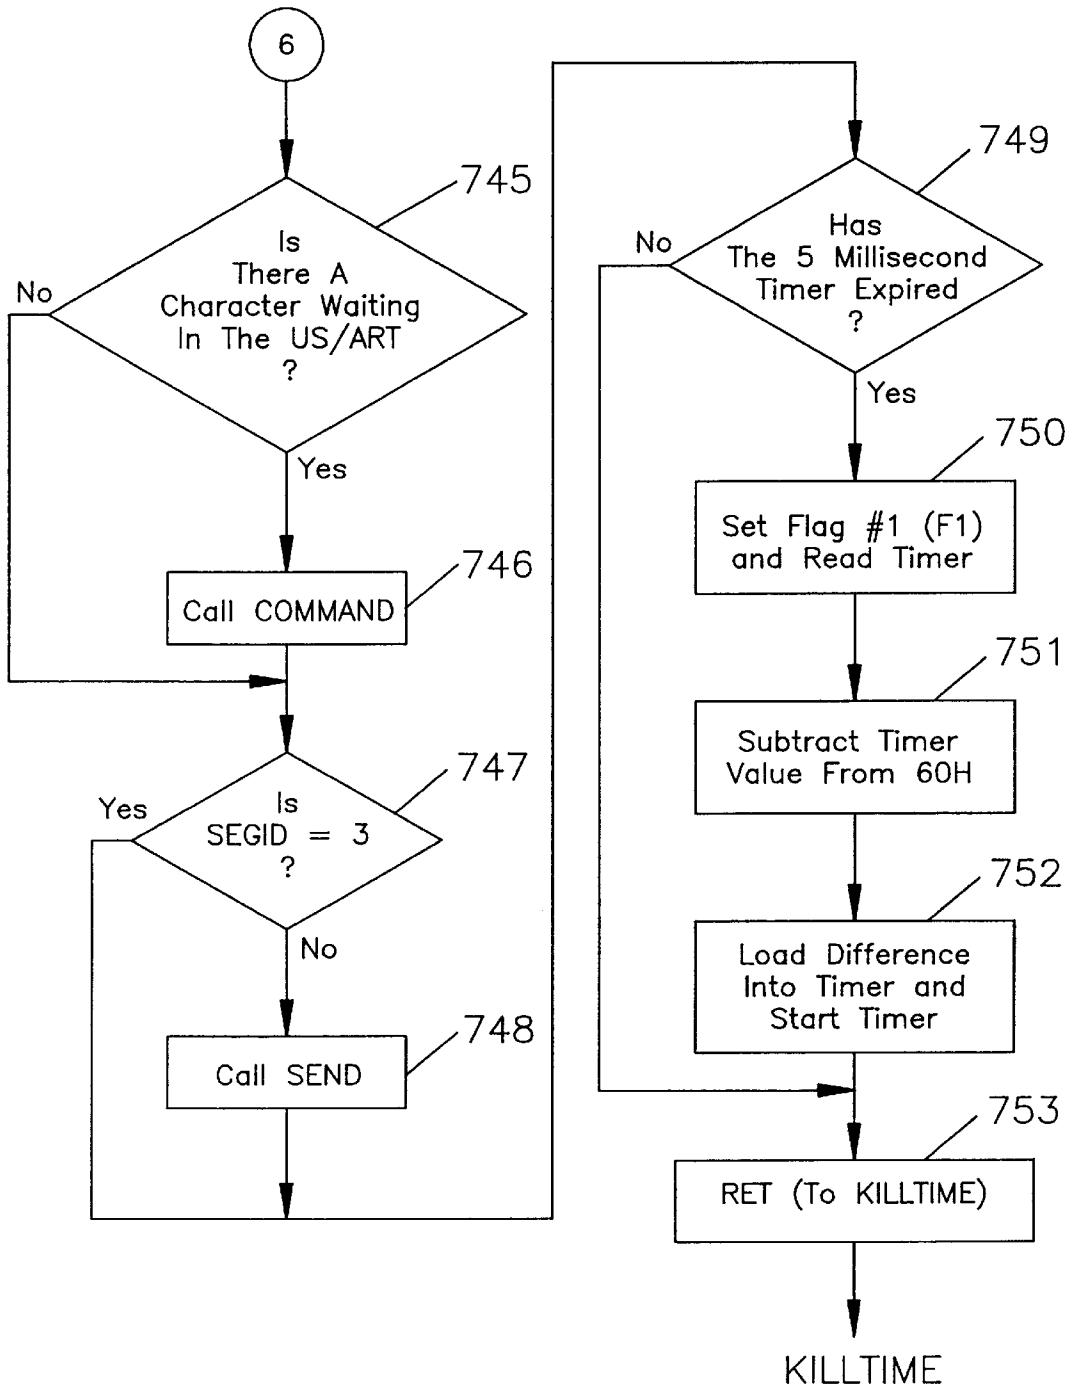 6
745
Is
There A
Character Waiting
In The US/ART
?
No
Yes
746
Call COMMAND
747
Is
SEGID = 3
?
Yes
No
748
Call SEND
749
Has
The 5 Millisecond
Timer Expired
?
No
Yes
750
Set Flag #1 (F1)
and Read Timer
751
Subtract Timer
Value From 60H
752
Load Difference
Into Timer and
Start Timer
753
RET (To KILLTIME)
KILLTIME